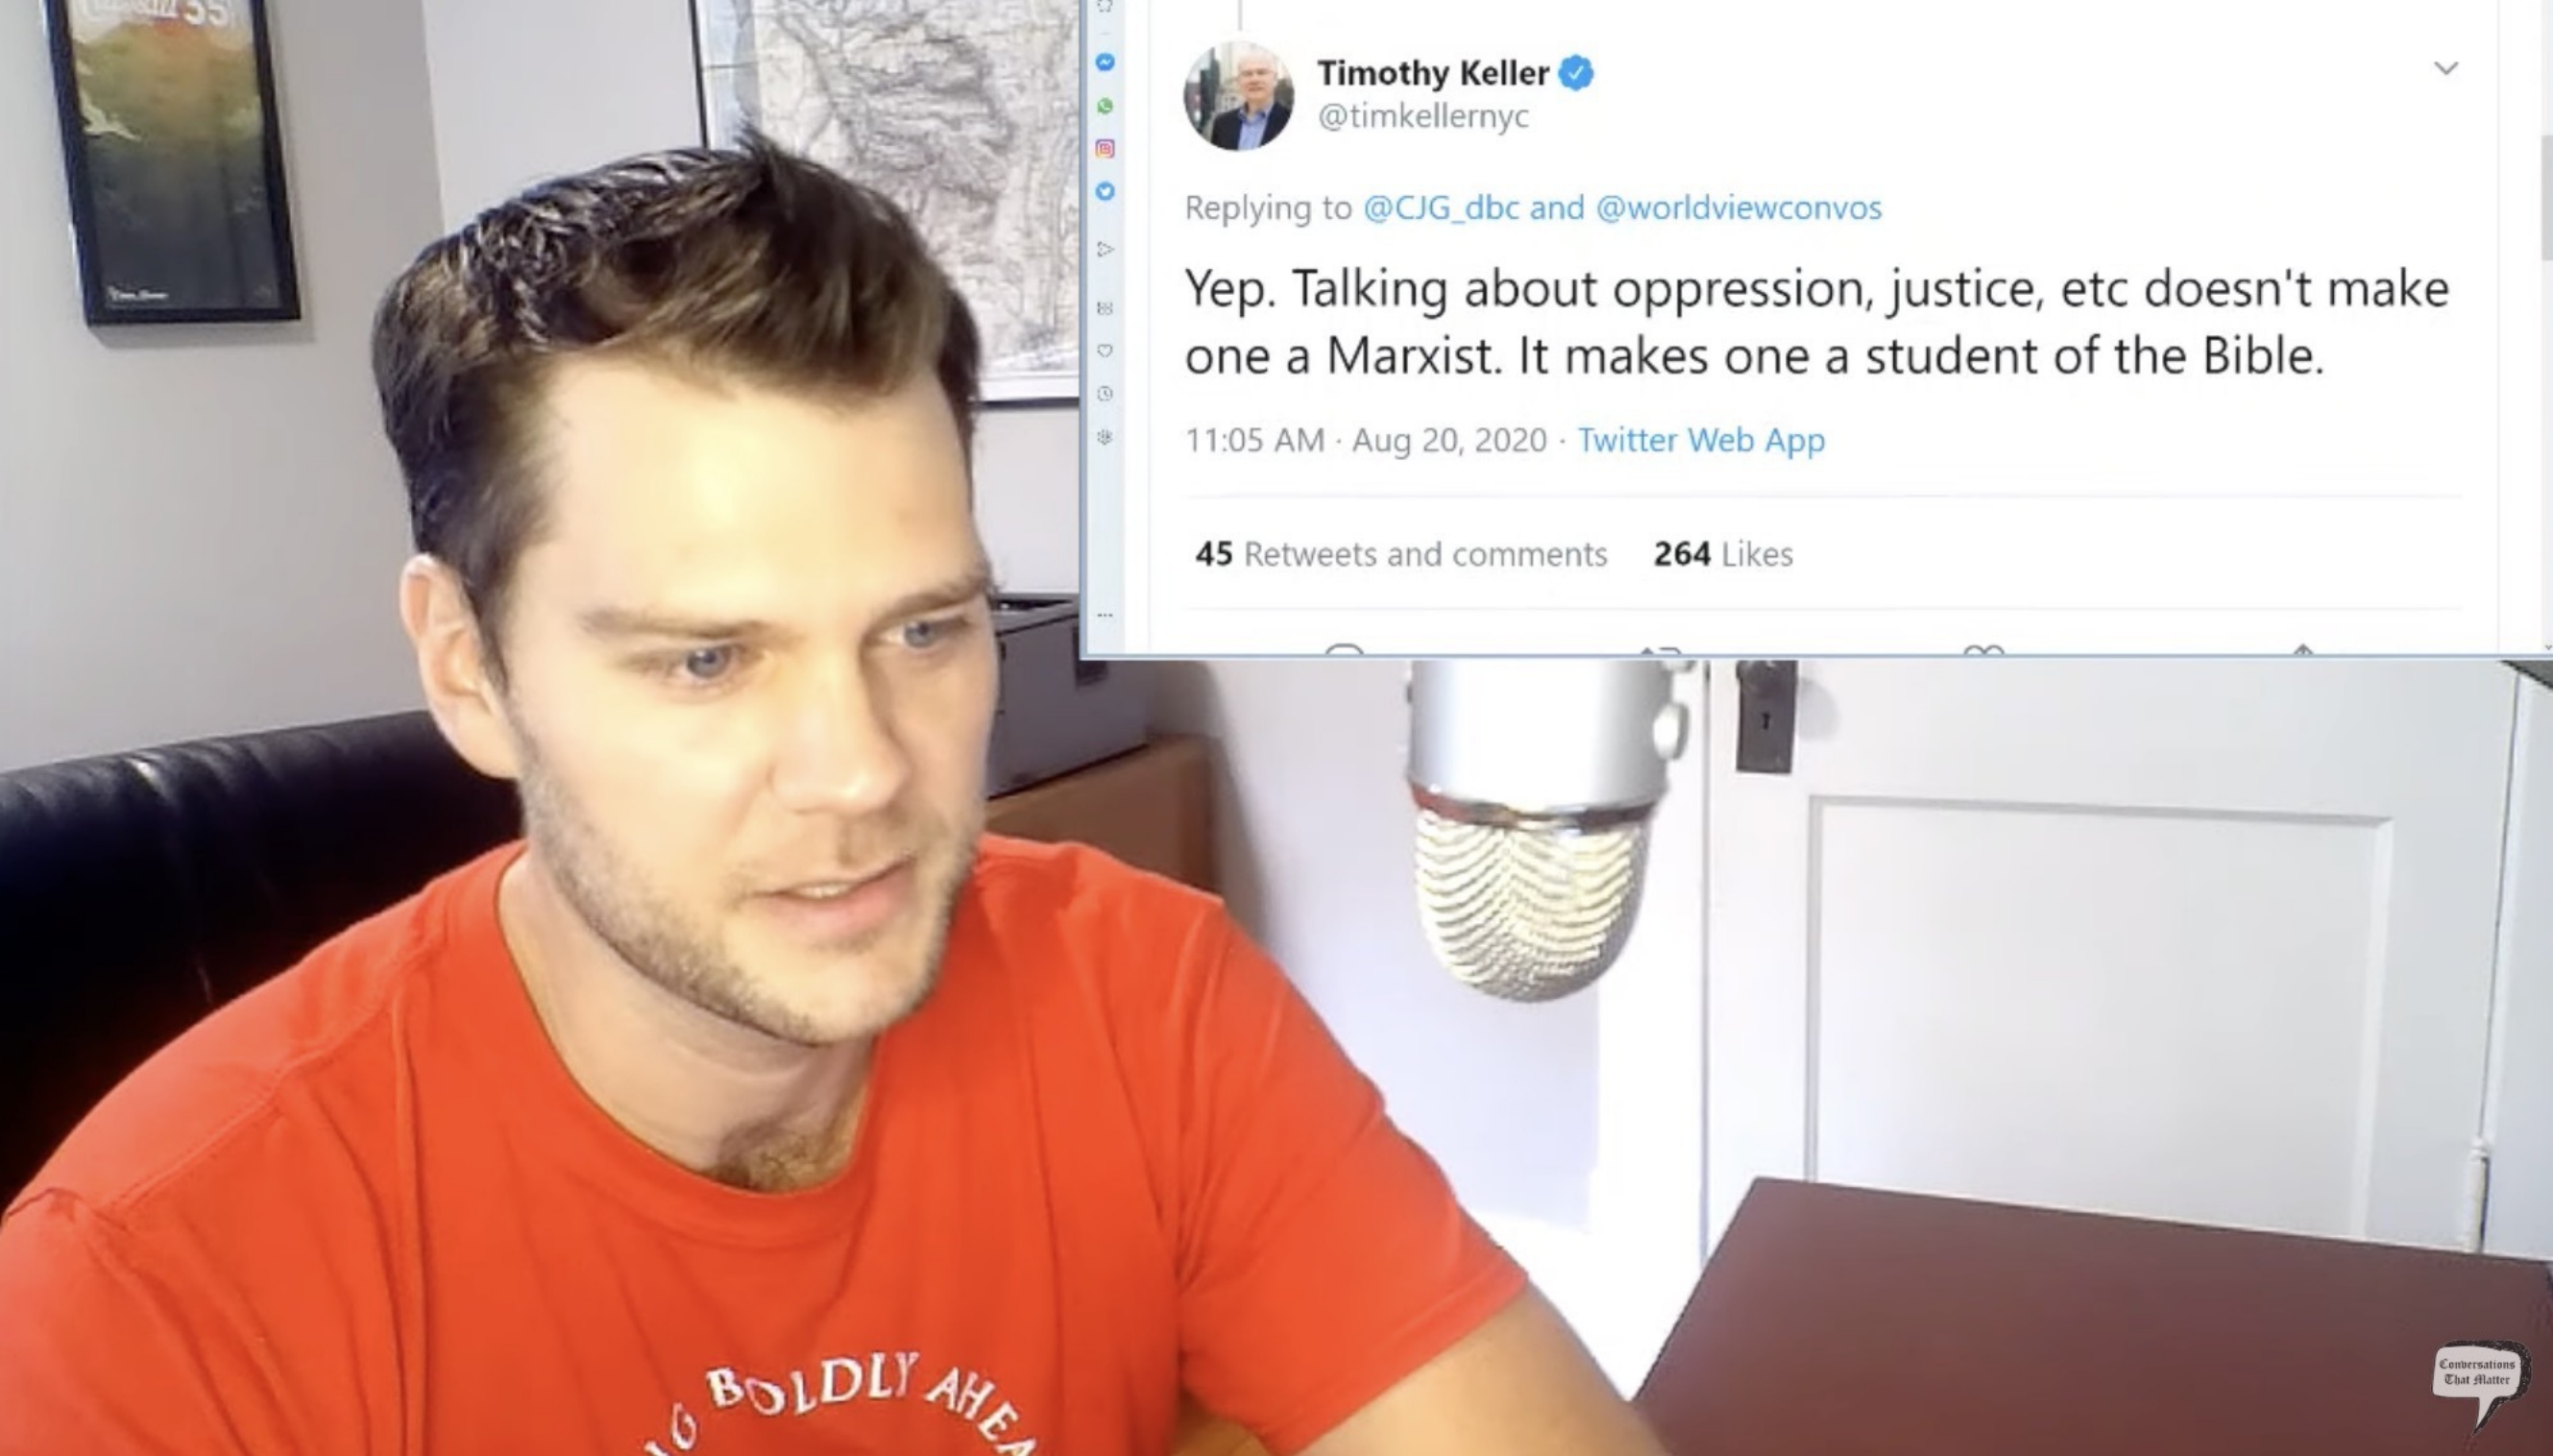 55
Timothy Keller
@timkellernyc
Replying to @CJG_dbc and @worldviewconvos
Yep. Talking about oppression, justice, etc doesn't make
one a Marxist. It makes one a student of the Bible.
11:05 AM · Aug 20, 2020 · Twitter Web App
45 Retweets and comments 264 Likes
BOLDLY
Conversations
That Matter